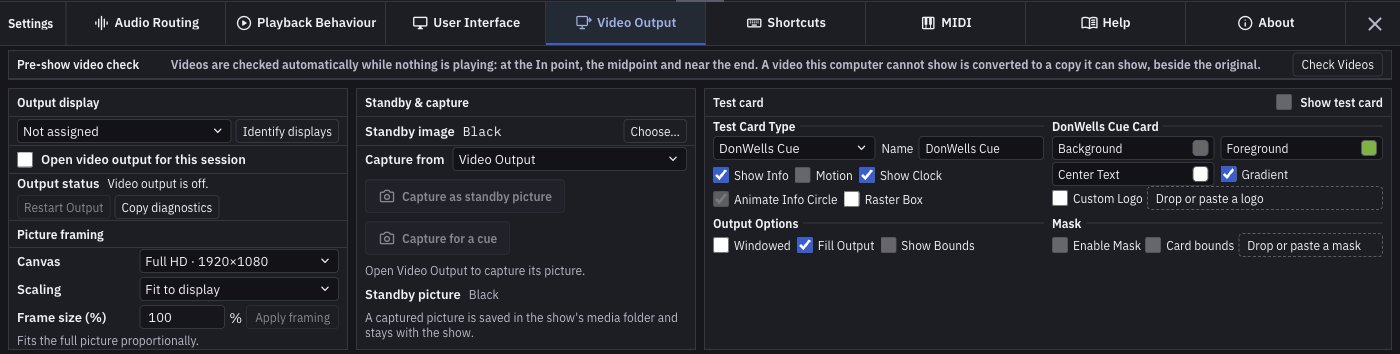 Settings
Audio Routing
Playback Behaviour
User Interface
Video Output
Shortcuts
MIDI
Help
About
Pre-show video check
Videos are checked automatically while nothing is playing: at the In point, the midpoint and near the end. A video this computer cannot show is converted to a copy it can show, beside the original.
Check Videos
Output display
Not assigned
Identify displays
Open video output for this session
Output status Video output is off.
Restart Output
Copy diagnostics
Picture framing
Canvas
Full HD · 1920×1080
Scaling
Fit to display
Frame size (%)
100
%
Apply framing
Fits the full picture proportionally.
Standby & capture
Standby image Black
Choose...
Capture from
Video Output
Capture as standby picture
Capture for a cue
Open Video Output to capture its picture.
Standby picture Black
A captured picture is saved in the show's media folder and
stays with the show.
Test card
Show test card
Test Card Type
DonWells Cue
Name
DonWells Cue
Show Info
Motion
Show Clock
Animate Info Circle
Raster Box
Output Options
Windowed
Fill Output
Show Bounds
DonWells Cue Card
Background
Foreground
Center Text
Gradient
Custom Logo
Drop or paste a logo
Mask
Enable Mask
Card bounds
Drop or paste a mask